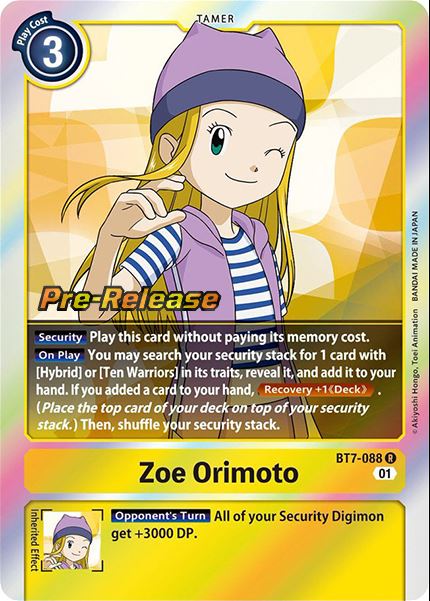 TAMER
Play Cost
3
Pre-Release
Security Play this card without paying its memory cost.
On Play You may search your security stack for 1 card with
[Hybrid] or [Ten Warriors] in its traits, reveal it, and add it to your
hand. If you added a card to your hand, Recovery +1《Deck》.
(Place the top card of your deck on top of your security
stack.) Then, shuffle your security stack.
©Akiyoshi Hongo, Toei Animation BANDAI MADE IN JAPAN
BT7-088 R
Zoe Orimoto
01
Inherited Effect
Opponent's Turn All of your Security Digimon
get +3000 DP.